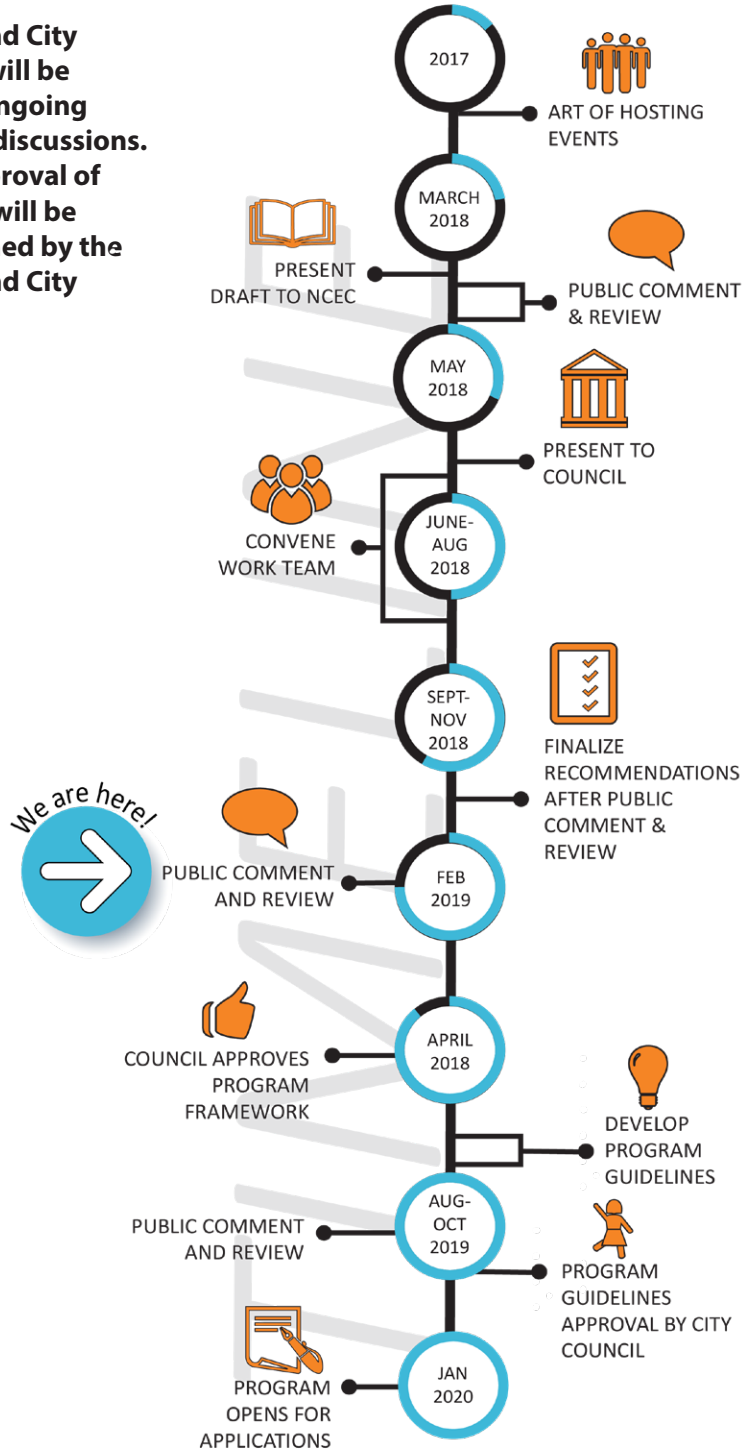 nd City
will be
ngoing
discussions.
proval of
will be
ed by the
nd City
2017
ART OF HOSTING
EVENTS
MARCH
2018
PRESENT
DRAFT TO NCEC
PUBLIC COMMENT
& REVIEW
MAY
2018
PRESENT TO
COUNCIL
CONVENE
WORK TEAM
JUNE-
AUG
2018
SEPT-
NOV
2018
FINALIZE
RECOMMENDATIONS
AFTER PUBLIC
COMMENT &
REVIEW
We are here!
PUBLIC COMMENT
AND REVIEW
FEB
2019
APRIL
2018
COUNCIL APPROVES
PROGRAM
FRAMEWORK
DEVELOP
PROGRAM
GUIDELINES
AUG-
OCT
2019
PUBLIC COMMENT
AND REVIEW
PROGRAM
GUIDELINES
APPROVAL BY CITY
COUNCIL
JAN
2020
PROGRAM
OPENS FOR
APPLICATIONS
TIMELINE